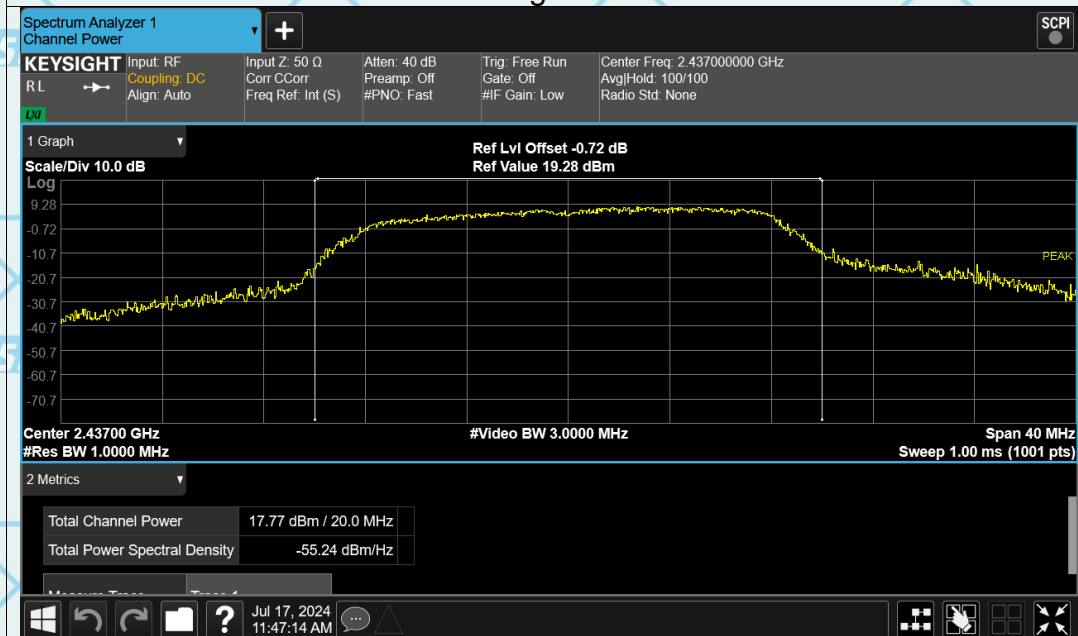 Spectrum Analyzer 1
Channel Power
+
SCPI
KEYSIGHT
RL
LXI
Input: RF
Coupling: DC
Align: Auto
Input Z: 50 Ω
Corr CCorr
Freq Ref: Int (S)
Atten: 40 dB
Preamp: Off
#PNO: Fast
Trig: Free Run
Gate: Off
#IF Gain: Low
Center Freq: 2.437000000 GHz
Avg|Hold: 100/100
Radio Std: None
1 Graph
Ref Lvl Offset -0.72 dB
Scale/Div 10.0 dB
Ref Value 19.28 dBm
Log
9.28
-0.72
-10.7
PEAK
-20.7
-30.7
-40.7
-50.7
-60.7
-70.7
Center 2.43700 GHz
#Video BW 3.0000 MHz
Span 40 MHz
#Res BW 1.0000 MHz
Sweep 1.00 ms (1001 pts)
2 Metrics
Total Channel Power 17.77 dBm / 20.0 MHz
Total Power Spectral Density -55.24 dBm/Hz
?
Jul 17, 2024
11:47:14 AM